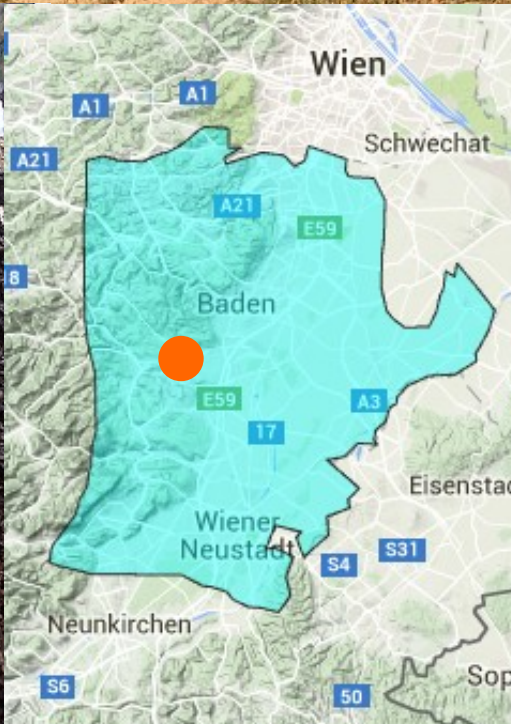 Wien
A1
A1
Schwechat
A21
A21
E59
8
Baden
E59
A3
17
Eisenstad
Wiener
Neustadt
S31
S4
Neunkirchen
Sop
S6
50